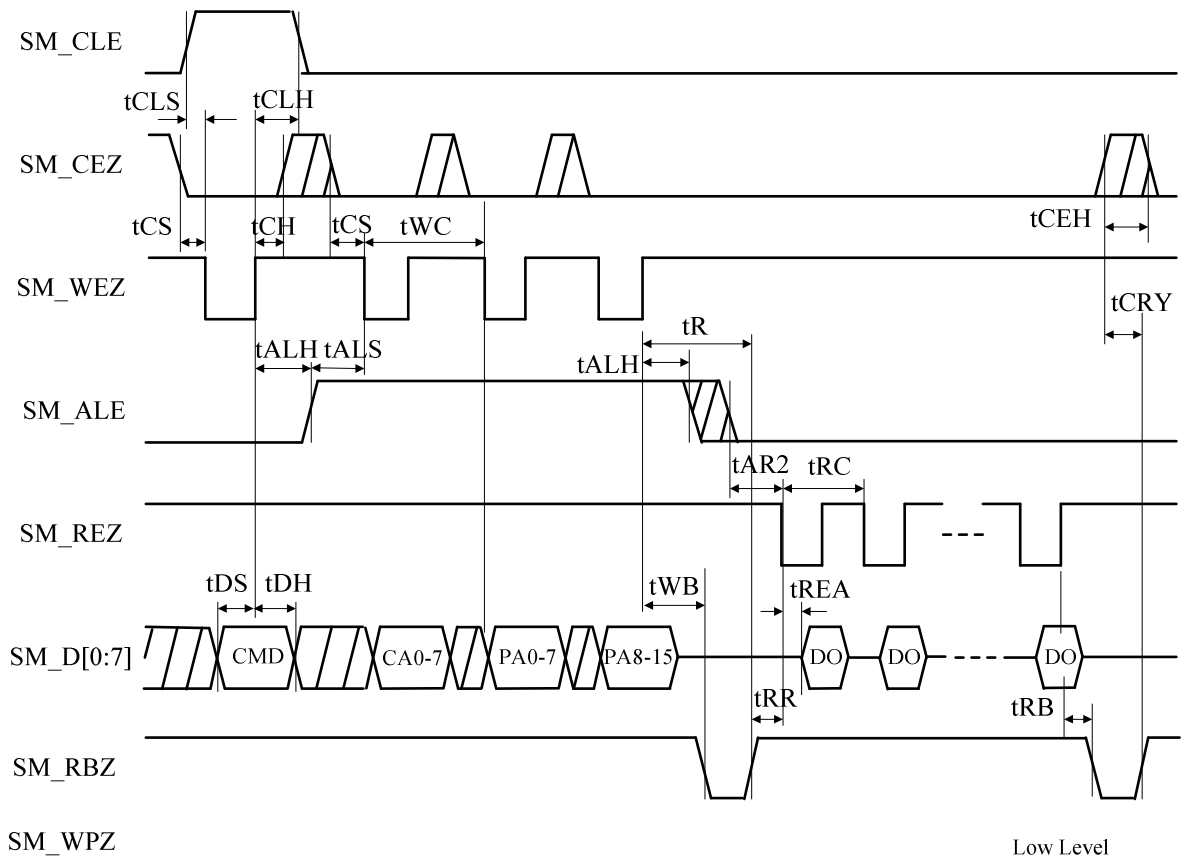 SM_CLE
tCLS
tCLH
SM_CEZ
tCS
tCH
tCS
tWC
tCEH
SM_WEZ
tCRY
tR
tALH
tALS
tALH
SM_ALE
tAR2
tRC
SM_REZ
tDS
tDH
tWB
tREA
SM_D[0:7]
CMD
CA0-7
PA0-7
PA8-15
DO
DO
DO
tRR
tRB
SM_RBZ
SM_WPZ
Low Level